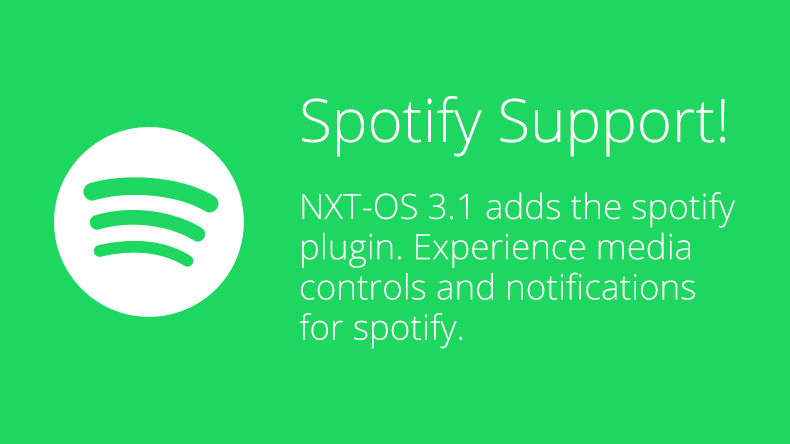 Spotify Support!
NXT-OS 3.1 adds the spotify
plugin. Experience media
controls and notifications
for spotify.